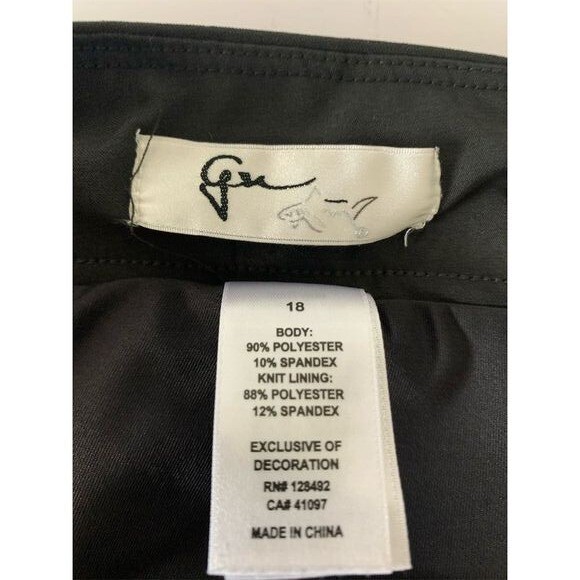 18
BODY:
90% POLYESTER
10% SPANDEX
KNIT LINING:
88% POLYESTER
12% SPANDEX
EXCLUSIVE OF
DECORATION
RN# 128492
CA# 41097
MADE IN CHINA